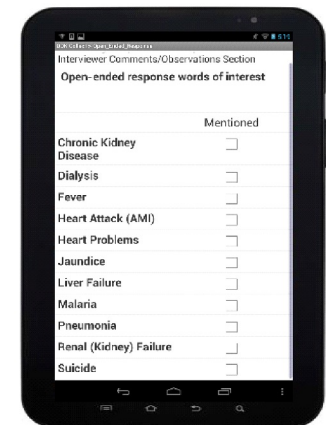 Interviewer Comments/Observations Section
Open-ended response words of interest
Mentioned
Chronic Kidney
Disease
Dialysis
Fever
Heart Attack (AMI)
Heart Problems
Jaundice
Liver Failure
Malaria
Pneumonia
Renal (Kidney) Failure
Suicide